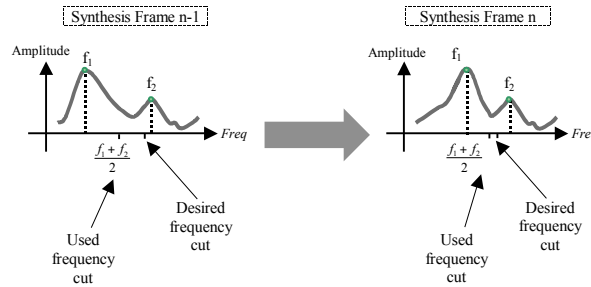 Synthesis Frame n-1
Amplitude
f1
f2
Freq
f1 + f2
2
Used
frequency
cut
Desired
frequency
cut
Synthesis Frame n
Amplitude
f1
f2
Fre
f1 + f2
2
Used
frequency
cut
Desired
frequency
cut